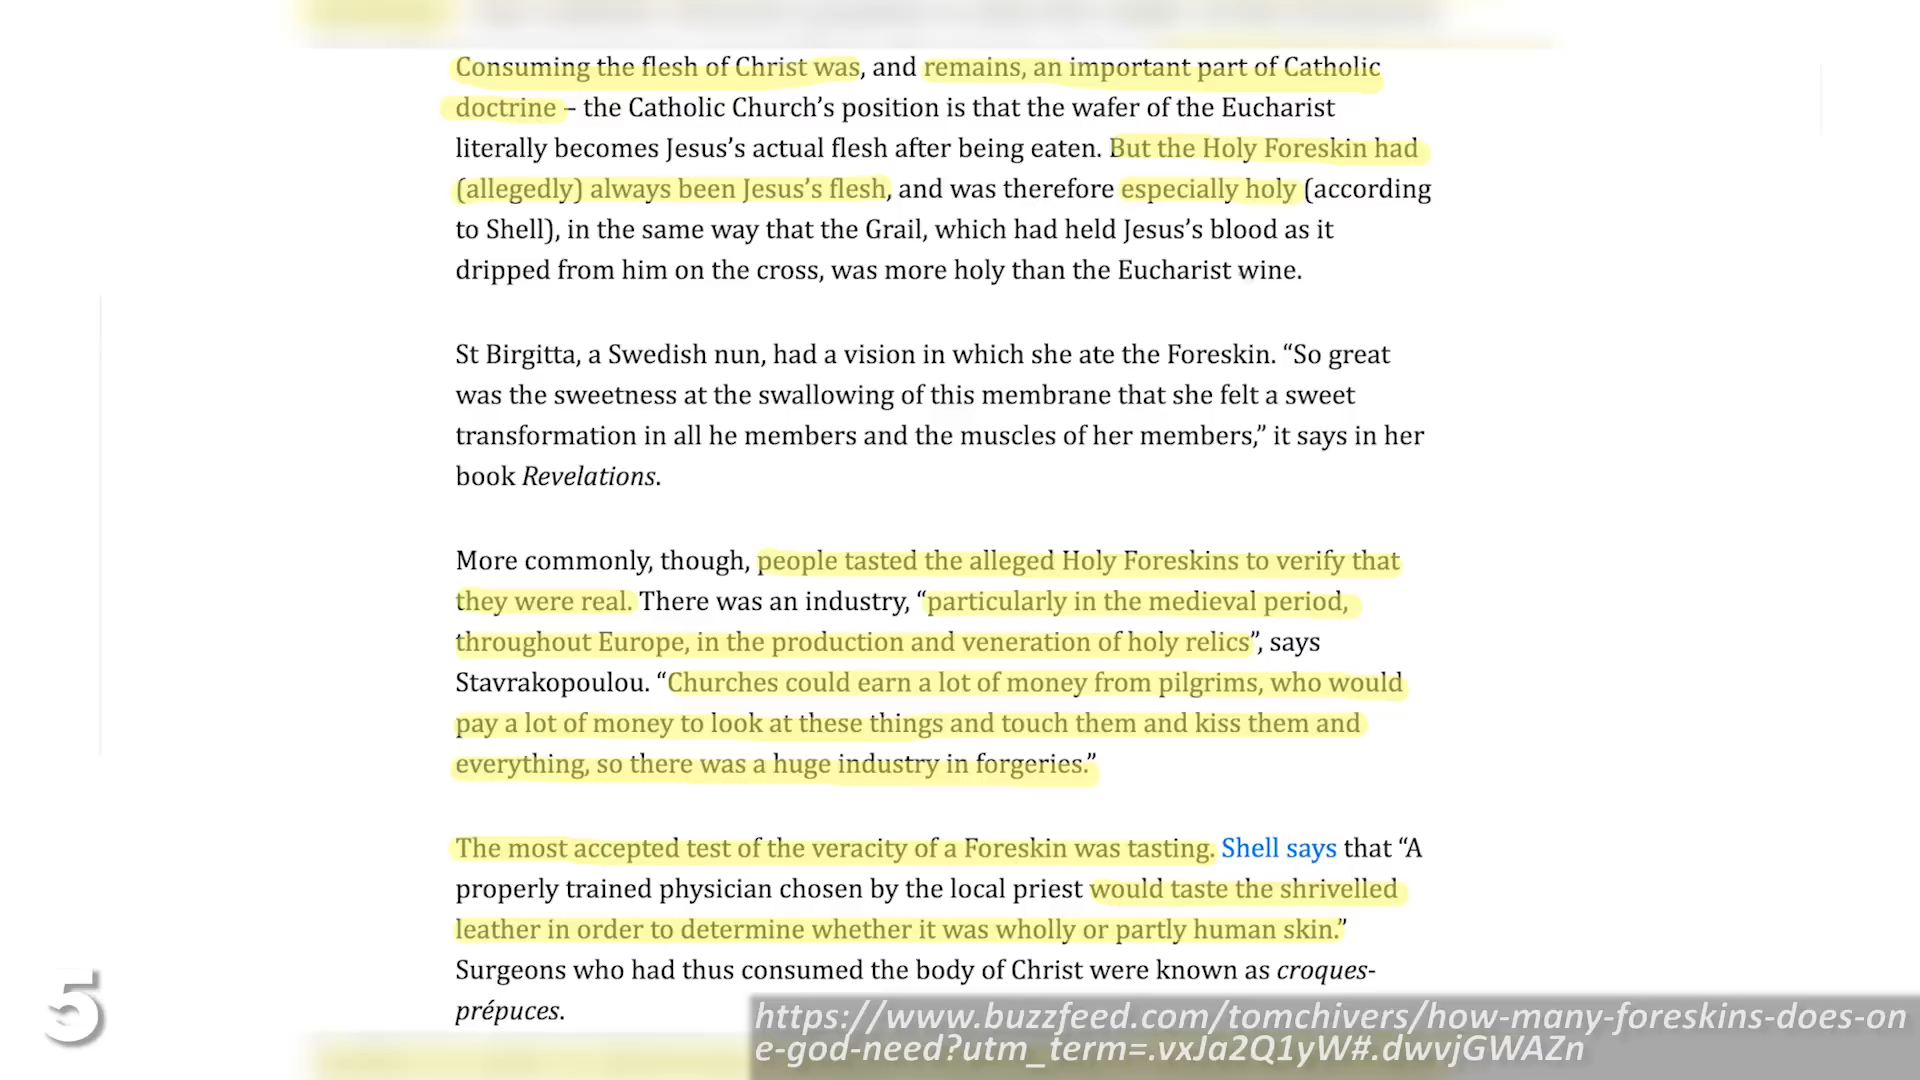 Consuming the flesh of Christ was, and remains, an important part of Catholic
doctrine – the Catholic Church’s position is that the wafer of the Eucharist
literally becomes Jesus’s actual flesh after being eaten. But the Holy Foreskin had
(allegedly) always been Jesus’s flesh, and was therefore especially holy (according
to Shell), in the same way that the Grail, which had held Jesus’s blood as it
dripped from him on the cross, was more holy than the Eucharist wine.
St Birgitta, a Swedish nun, had a vision in which she ate the Foreskin. “So great
was the sweetness at the swallowing of this membrane that she felt a sweet
transformation in all he members and the muscles of her members,” it says in her
book Revelations.
More commonly, though, people tasted the alleged Holy Foreskins to verify that
they were real. There was an industry, “particularly in the medieval period,
throughout Europe, in the production and veneration of holy relics”, says
Stavrakopoulou. “Churches could earn a lot of money from pilgrims, who would
pay a lot of money to look at these things and touch them and kiss them and
everything, so there was a huge industry in forgeries.”
The most accepted test of the veracity of a Foreskin was tasting. Shell says that “A
properly trained physician chosen by the local priest would taste the shrivelled
leather in order to determine whether it was wholly or partly human skin.”
Surgeons who had thus consumed the body of Christ were known as croques-
prépuces.
5
https://www.buzzfeed.com/tomchivers/how-many-foreskins-does-on
e-god-need?utm_term=.vxJa2Q1yW#.dwvjGWAZn